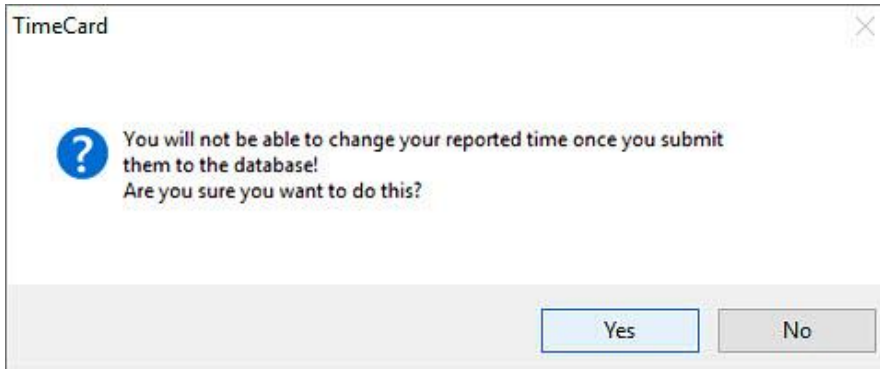 TimeCard
You will not be able to change your reported time once you submit
them to the database!
Are you sure you want to do this?
Yes
No